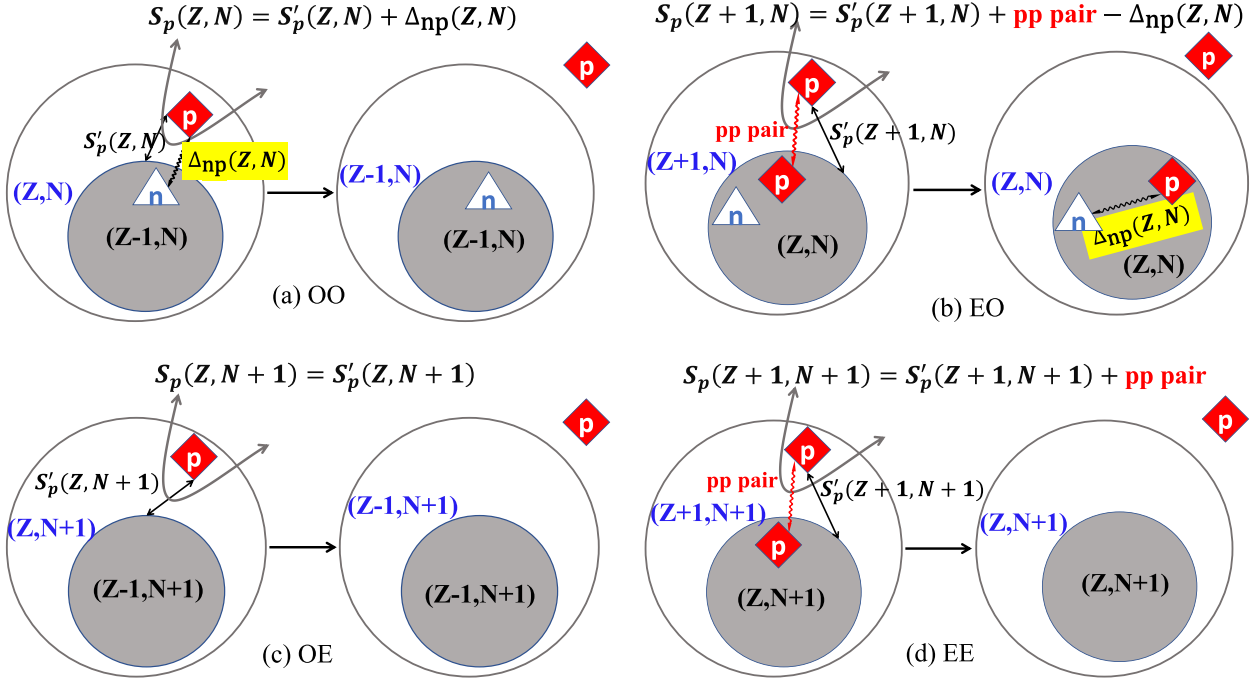 S_p(Z, N) = S′_p(Z, N) + Δ_np(Z, N)
p
p
S′_p(Z, N)
Δ_np(Z, N)
(Z,N)
n
(Z-1,N)
(Z-1,N)
n
(Z-1,N)
(a) OO
S_p(Z + 1, N) = S′_p(Z + 1, N) + pp pair − Δ_np(Z, N)
p
p
pp pair
S′_p(Z + 1, N)
(Z+1,N)
p
n
(Z,N)
(Z,N)
p
n
Δ_np(Z, N)
(Z,N)
(b) EO
S_p(Z, N + 1) = S′_p(Z, N + 1)
p
p
S′_p(Z, N + 1)
(Z,N+1)
(Z-1,N+1)
(Z-1,N+1)
(Z-1,N+1)
(c) OE
S_p(Z + 1, N + 1) = S′_p(Z + 1, N + 1) + pp pair
p
p
pp pair
S′_p(Z + 1, N + 1)
(Z+1,N+1)
p
(Z,N+1)
(Z,N+1)
(Z,N+1)
(d) EE